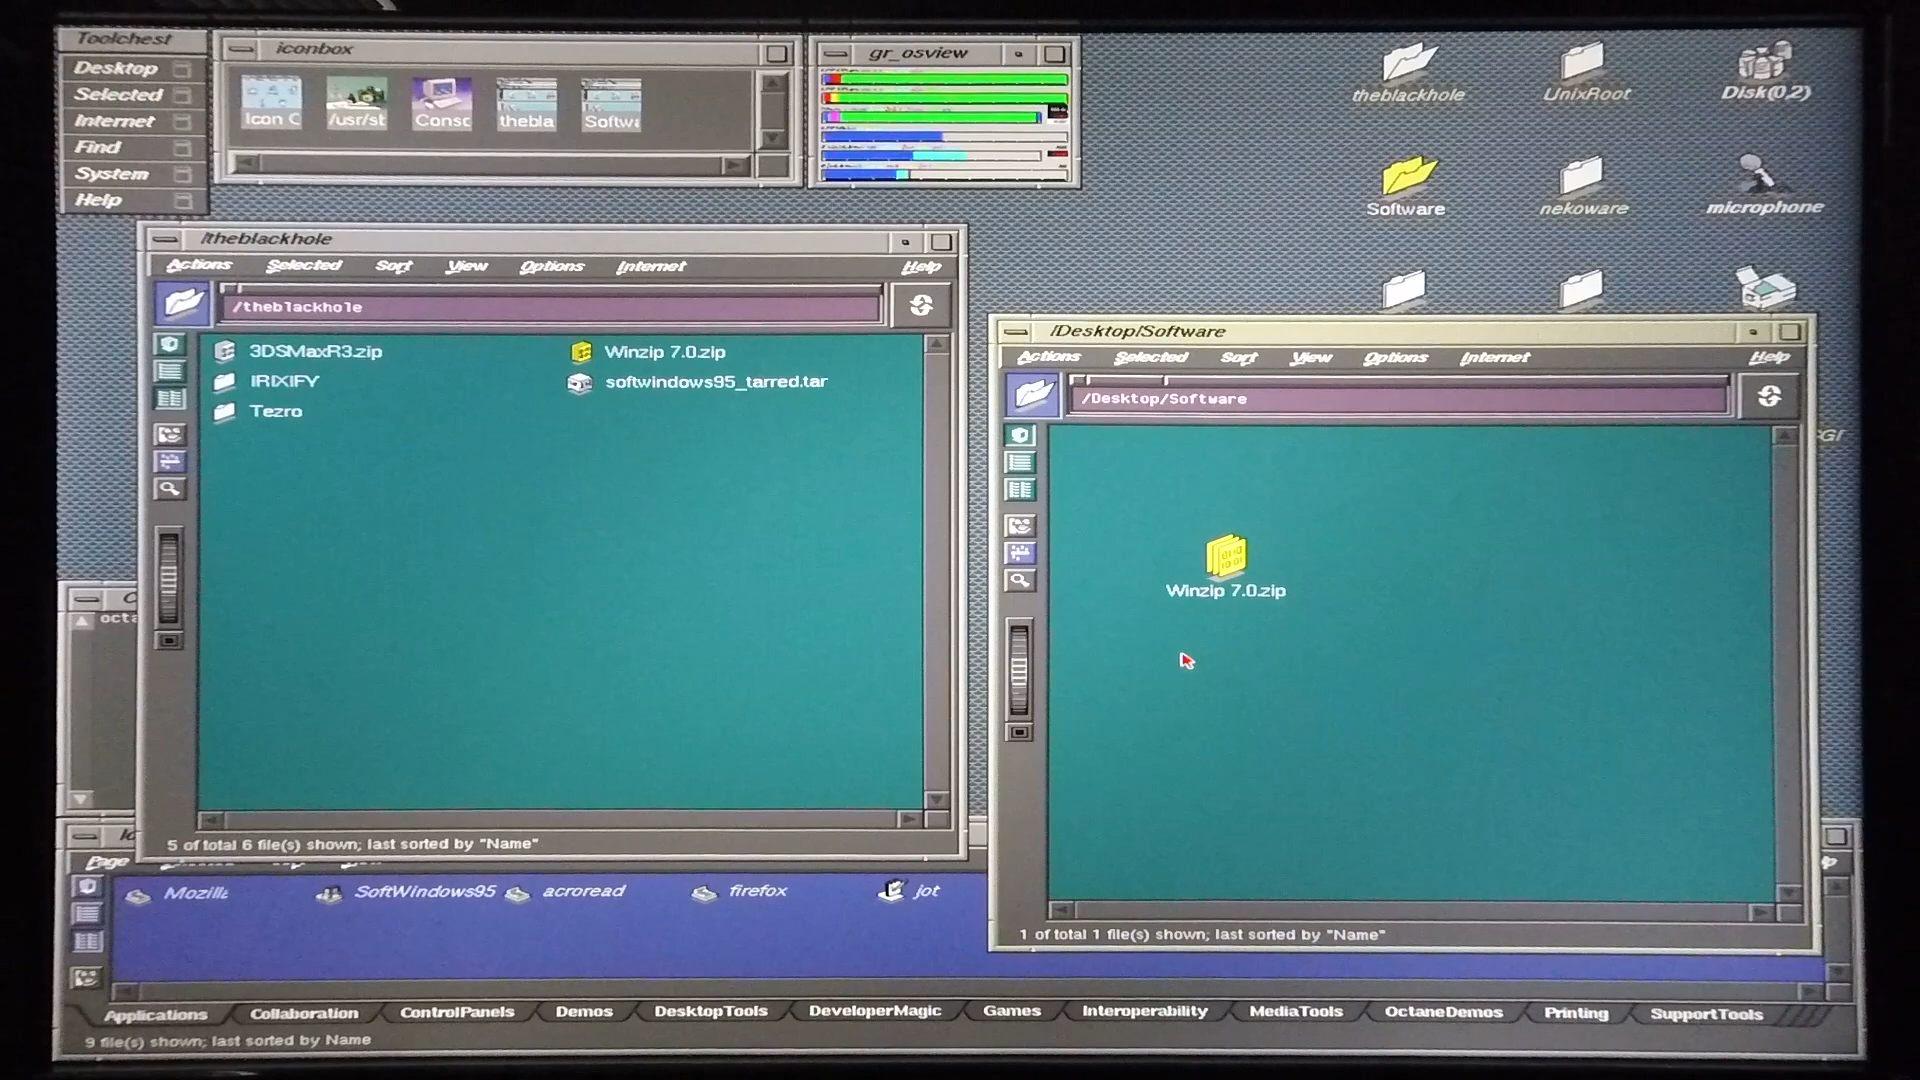 Toolchest
Desktop
Selected
Internet
Find
System
Help
iconbox
Icon C
/usr/st
Consc
thebla
Softwa
gr_osview
theblackhole
UnixRoot
Disk(0,2)
Software
nekoware
microphone
/theblackhole
Actions Selected Sort View Options Internet Help
/theblackhole
3DSMaxR3.zip
IRIXIFY
Tezro
Winzip 7.0.zip
softwindows95_tarred.tar
5 of total 6 file(s) shown; last sorted by "Name"
/Desktop/Software
Actions Selected Sort View Options Internet Help
/Desktop/Software
Winzip 7.0.zip
1 of total 1 file(s) shown; last sorted by "Name"
octa
Page
SoftWindows95
acroread
firefox
jot
Applications Collaboration ControlPanels Demos DesktopTools DeveloperMagic Games Interoperability MediaTools OctaneDemos Printing SupportTools
9 file(s) shown; last sorted by Name